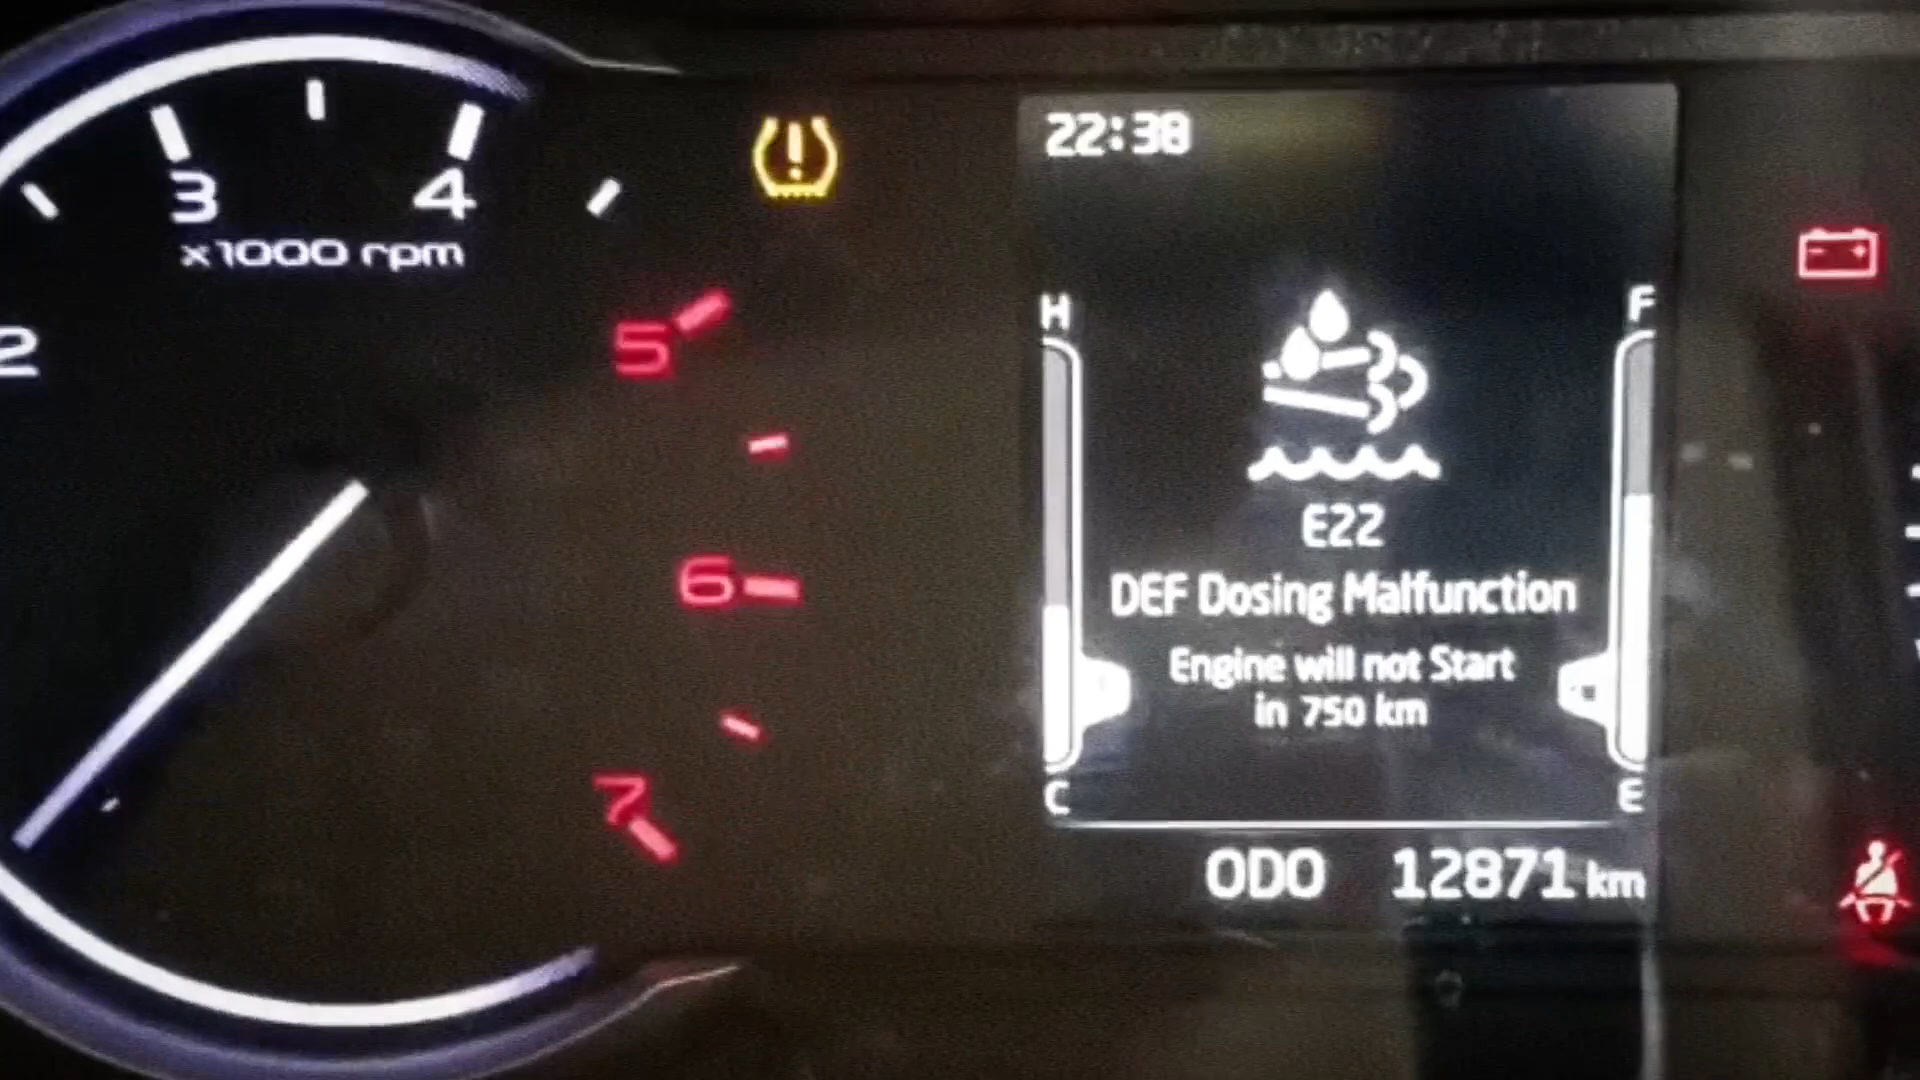 3 4
x1000 rpm
2
5
6
7
22:38
H F
E22
DEF Dosing Malfunction
Engine will not Start
in 750 km
C E
ODO 12871 km